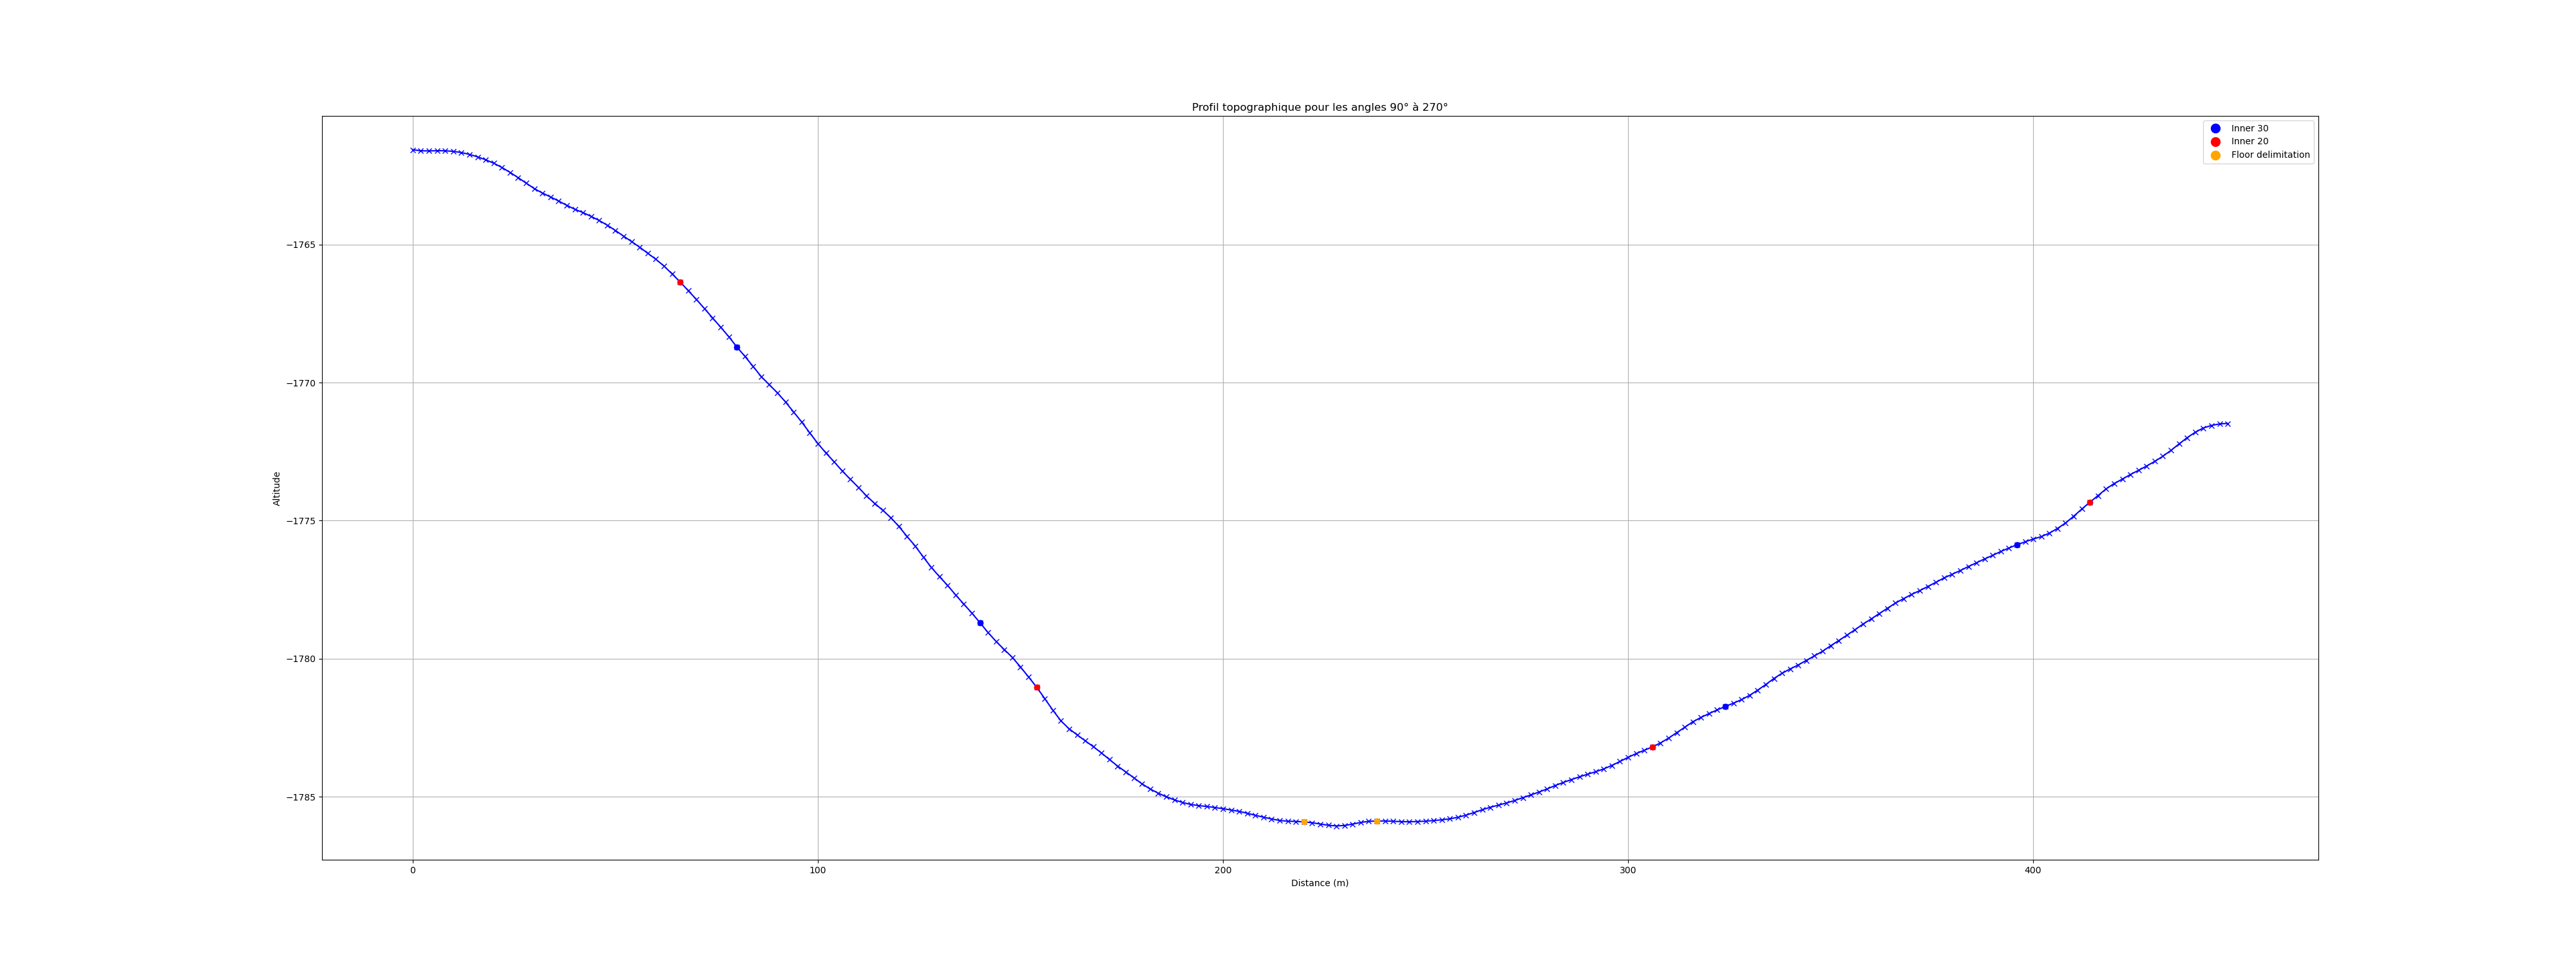 Profil topographique pour les angles 90° à 270°
Inner 30
Inner 20
Floor delimitation
Altitude
−1765
−1770
−1775
−1780
−1785
0 100 200 300 400
Distance (m)